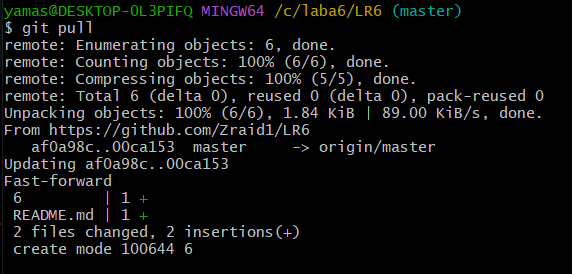 yamas@DESKTOP-0L3PIFQ MINGW64 /c/laba6/LR6 (master)
$ git pull
remote: Enumerating objects: 6, done.
remote: Counting objects: 100% (6/6), done.
remote: Compressing objects: 100% (5/5), done.
remote: Total 6 (delta 0), reused 0 (delta 0), pack-reused 0
Unpacking objects: 100% (6/6), 1.84 KiB | 89.00 KiB/s, done.
From https://github.com/Zraid1/LR6
   af0a98c..00ca153  master     -> origin/master
Updating af0a98c..00ca153
Fast-forward
 6         | 1 +
 README.md | 1 +
 2 files changed, 2 insertions(+)
 create mode 100644 6